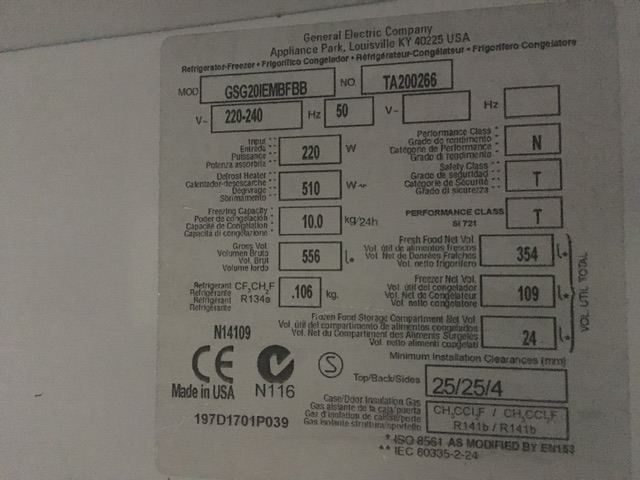 General Electric Company
Appliance Park, Louisville KY 40225 USA
Refrigerator-Freezer · Frigorifico Congelador · Réfrigérateur-Congélateur · Frigorifero Congelatore
MOD GSG20IEMBFBB NO TA200266
V~ 220-240 Hz 50 V~ Hz
Input
Entrada
Puissance
Potenza assorbita
220 W
Performance Class
Grado de rendimiento
Catégorie de Performance
Grado di rendimento
N
Defrost Heater
Calentador-desescarche
Dégivrage
Sbrinamento
510 W~
Safety Class
Grado de seguridad
Catégorie de Sécurité
Grado di sicurezza
T
Freezing Capacity
Poder de congelación
Capacité de Congélation
Capacita di congelazione
10.0 kg/24h
PERFORMANCE CLASS
SI 721
T
Gross Vol.
Volumen Bruto
Vol. Brut
Volume lordo
556 l*
Fresh Food Net Vol.
Vol. útil de alimentos frescos
Vol. Net de Denrées Fraîches
Vol. netto frigorifero
354 l*
Refrigerant
Refrigerante
Réfrigérant
Refrigerante
CF3CH2F
R134a
.106 kg.
Freezer Net Vol.
Vol. útil del congelador
Vol. Net de Congélateur
Vol. netto congelatore
109 l*
Frozen Food Storage Compartment Net Vol.
Vol. útil del compartimento de alimentos congelados
Vol. Net du Compartiment des Aliments Surgelés
Vol. netto alimenti congelati
24 l*
VOL. UTIL TOTAL
N14109
CE
Made in USA
N116
S
197D1701P039
Minimum Installation Clearances (mm)
Top/Back/Sides 25/25/4
Case/Door Insulation Gas
Gas aislante de la caja/puerta
Gaz d'isolation de caisse/porte
Gas isolante struttura/sportello
CH3CCl2F / CH3CCl2F
R141b / R141b
* ISO 8561 AS MODIFIED BY EN153
** IEC 60335-2-24